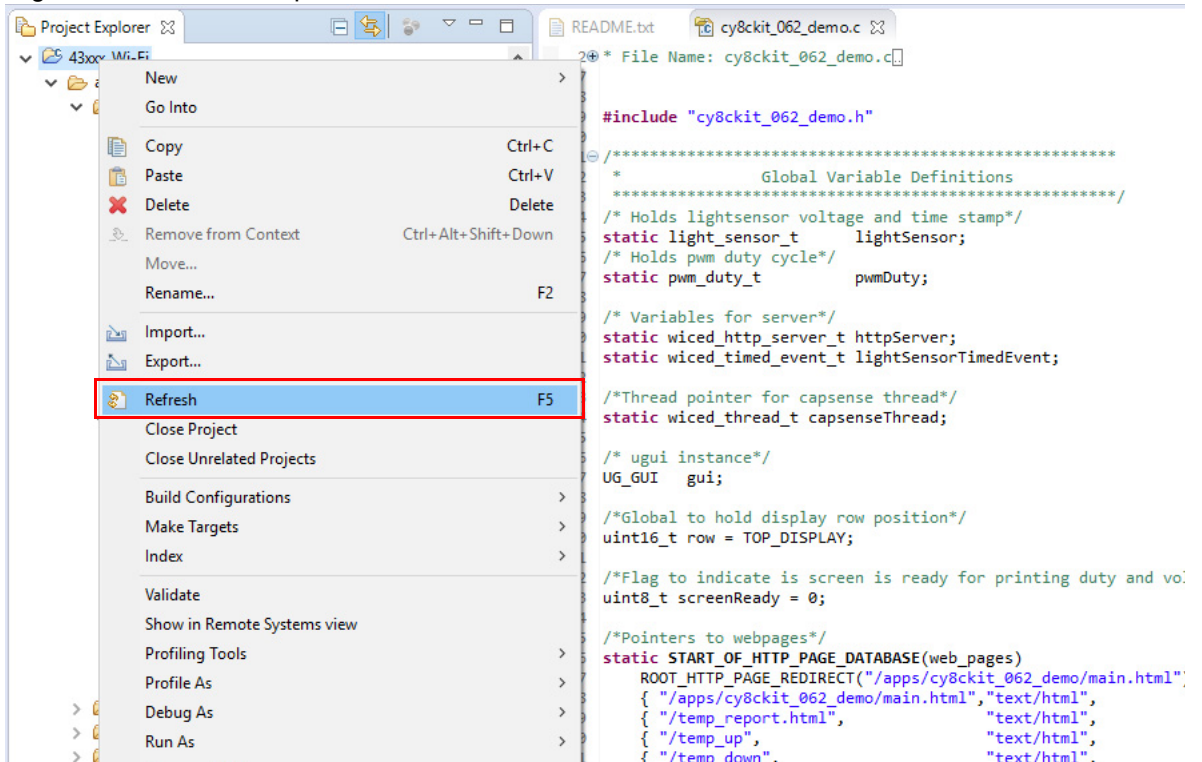 Project Explorer
43xxx Wi-Fi
New
Go Into
Copy Ctrl+C
Paste Ctrl+V
Delete Delete
Remove from Context Ctrl+Alt+Shift+Down
Move...
Rename... F2
Import...
Export...
Refresh F5
Close Project
Close Unrelated Projects
Build Configurations
Make Targets
Index
Validate
Show in Remote Systems view
Profiling Tools
Profile As
Debug As
Run As
README.txt cy8ckit_062_demo.c
2 * File Name: cy8ckit_062_demo.c
#include "cy8ckit_062_demo.h"
/******************************************************
* Global Variable Definitions
******************************************************/
/* Holds lightsensor voltage and time stamp*/
static light_sensor_t lightSensor;
/* Holds pwm duty cycle*/
static pwm_duty_t pwmDuty;
/* Variables for server*/
static wiced_http_server_t httpServer;
static wiced_timed_event_t lightSensorTimedEvent;
/*Thread pointer for capsense thread*/
static wiced_thread_t capsenseThread;
/* ugui instance*/
UG_GUI gui;
/*Global to hold display row position*/
uint16_t row = TOP_DISPLAY;
/*Flag to indicate is screen is ready for printing duty and vol
uint8_t screenReady = 0;
/*Pointers to webpages*/
static START_OF_HTTP_PAGE_DATABASE(web_pages)
ROOT_HTTP_PAGE_REDIRECT("/apps/cy8ckit_062_demo/main.html")
{ "/apps/cy8ckit_062_demo/main.html","text/html",
{ "/temp_report.html", "text/html",
{ "/temp_up", "text/html",
{ "/temp_down", "text/html",